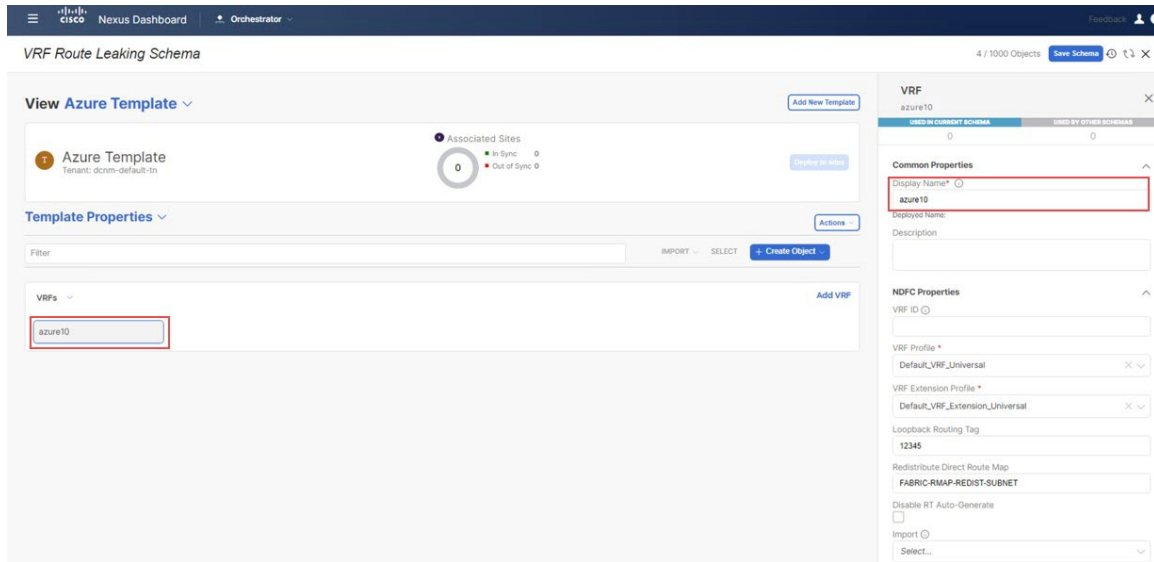 cisco Nexus Dashboard Orchestrator Feedback
VRF Route Leaking Schema 4 / 1000 Objects Save Schema
View Azure Template Add New Template
T Azure Template
Tenant: dcnm-default-tn
Associated Sites
0
In Sync 0
Out of Sync 0
Deploy to sites
Template Properties Actions
Filter IMPORT SELECT + Create Object
VRFs Add VRF
azure10
VRF
azure10
USED IN CURRENT SCHEMA USED BY OTHER SCHEMAS
0 0
Common Properties
Display Name*
azure10
Deployed Name:
Description
NDFC Properties
VRF ID
VRF Profile *
Default_VRF_Universal
VRF Extension Profile *
Default_VRF_Extension_Universal
Loopback Routing Tag
12345
Redistribute Direct Route Map
FABRIC-RMAP-REDIST-SUBNET
Disable RT Auto-Generate
Import
Select...